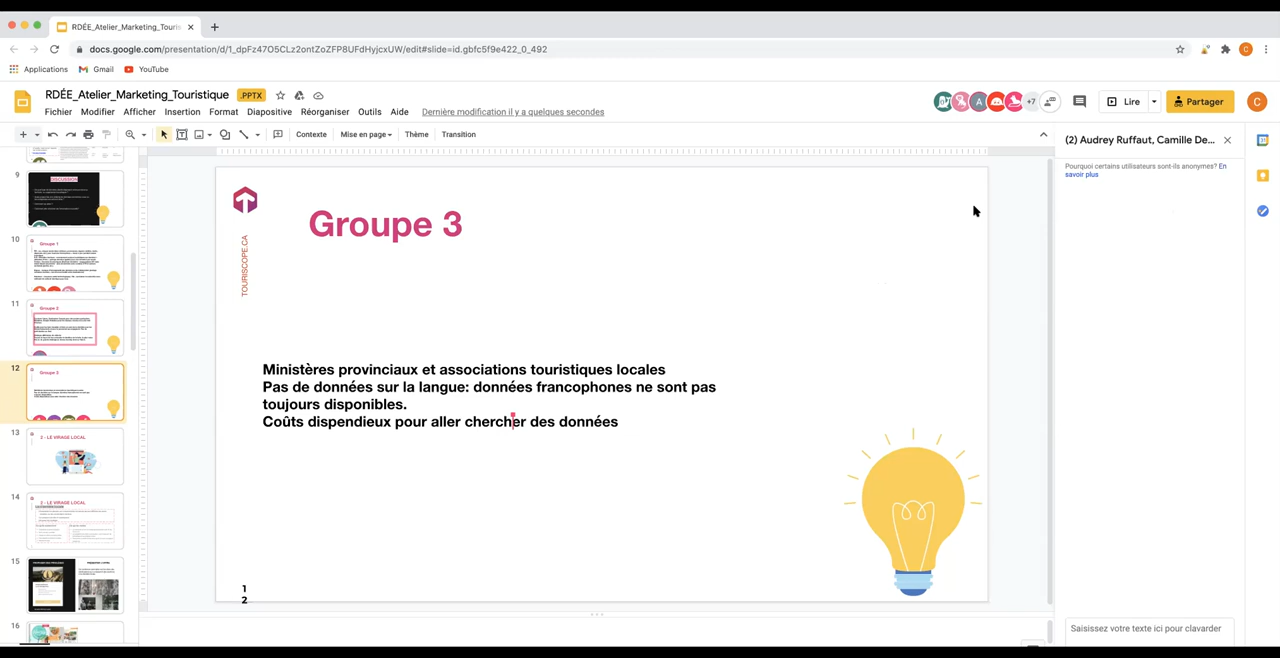 RDÉE_Atelier_Marketing_Touris
docs.google.com/presentation/d/1_dpFz47O5CLz2ontZoZFP8UFdHyjcxUW/edit#slide=id.gbfc5f9e422_0_492
C
Applications Gmail YouTube
RDÉE_Atelier_Marketing_Touristique .PPTX
A +7 Lire Partager C
Fichier Modifier Afficher Insertion Format Diapositive Réorganiser Outils Aide Dernière modification il y a quelques secondes
Contexte Mise en page Thème Transition
(2) Audrey Ruffaut, Camille De...
Pourquoi certains utilisateurs sont-ils anonymes? En
savoir plus
9
DISCUSSION
10
Groupe 1
11
Groupe 2
12
Groupe 3
13
2 - LE VIRAGE LOCAL
14
2 - LE VIRAGE LOCAL
15
16
Groupe 3
TOURISCOPE.CA
Ministères provinciaux et associations touristiques locales
Pas de données sur la langue: données francophones ne sont pas
toujours disponibles.
Coûts dispendieux pour aller chercher des données
1
2
Saisissez votre texte ici pour clavarder